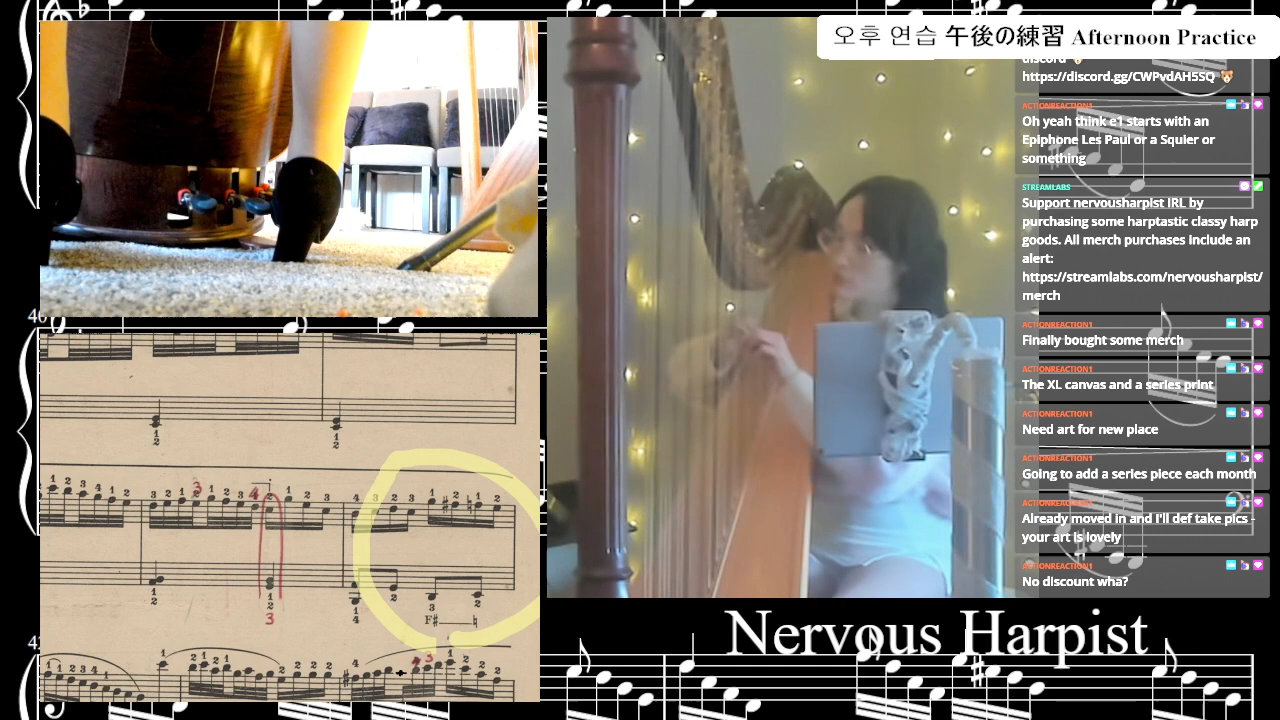 오후 연습 午後の練習 Afternoon Practice
discord
https://discord.gg/CWPvdAH5SQ
ACTIONREACTION1
Oh yeah think e1 starts with an
Epiphone Les Paul or a Squier or
something
STREAMLABS
Support nervousharpist IRL by
purchasing some harptastic classy harp
goods. All merch purchases include an
alert:
https://streamlabs.com/nervousharpist/
merch
ACTIONREACTION1
Finally bought some merch
ACTIONREACTION1
The XL canvas and a series print
ACTIONREACTION1
Need art for new place
ACTIONREACTION1
Going to add a series piece each month
ACTIONREACTION1
Already moved in and I'll def take pics -
your art is lovely
ACTIONREACTION1
No discount wha?
Nervous Harpist